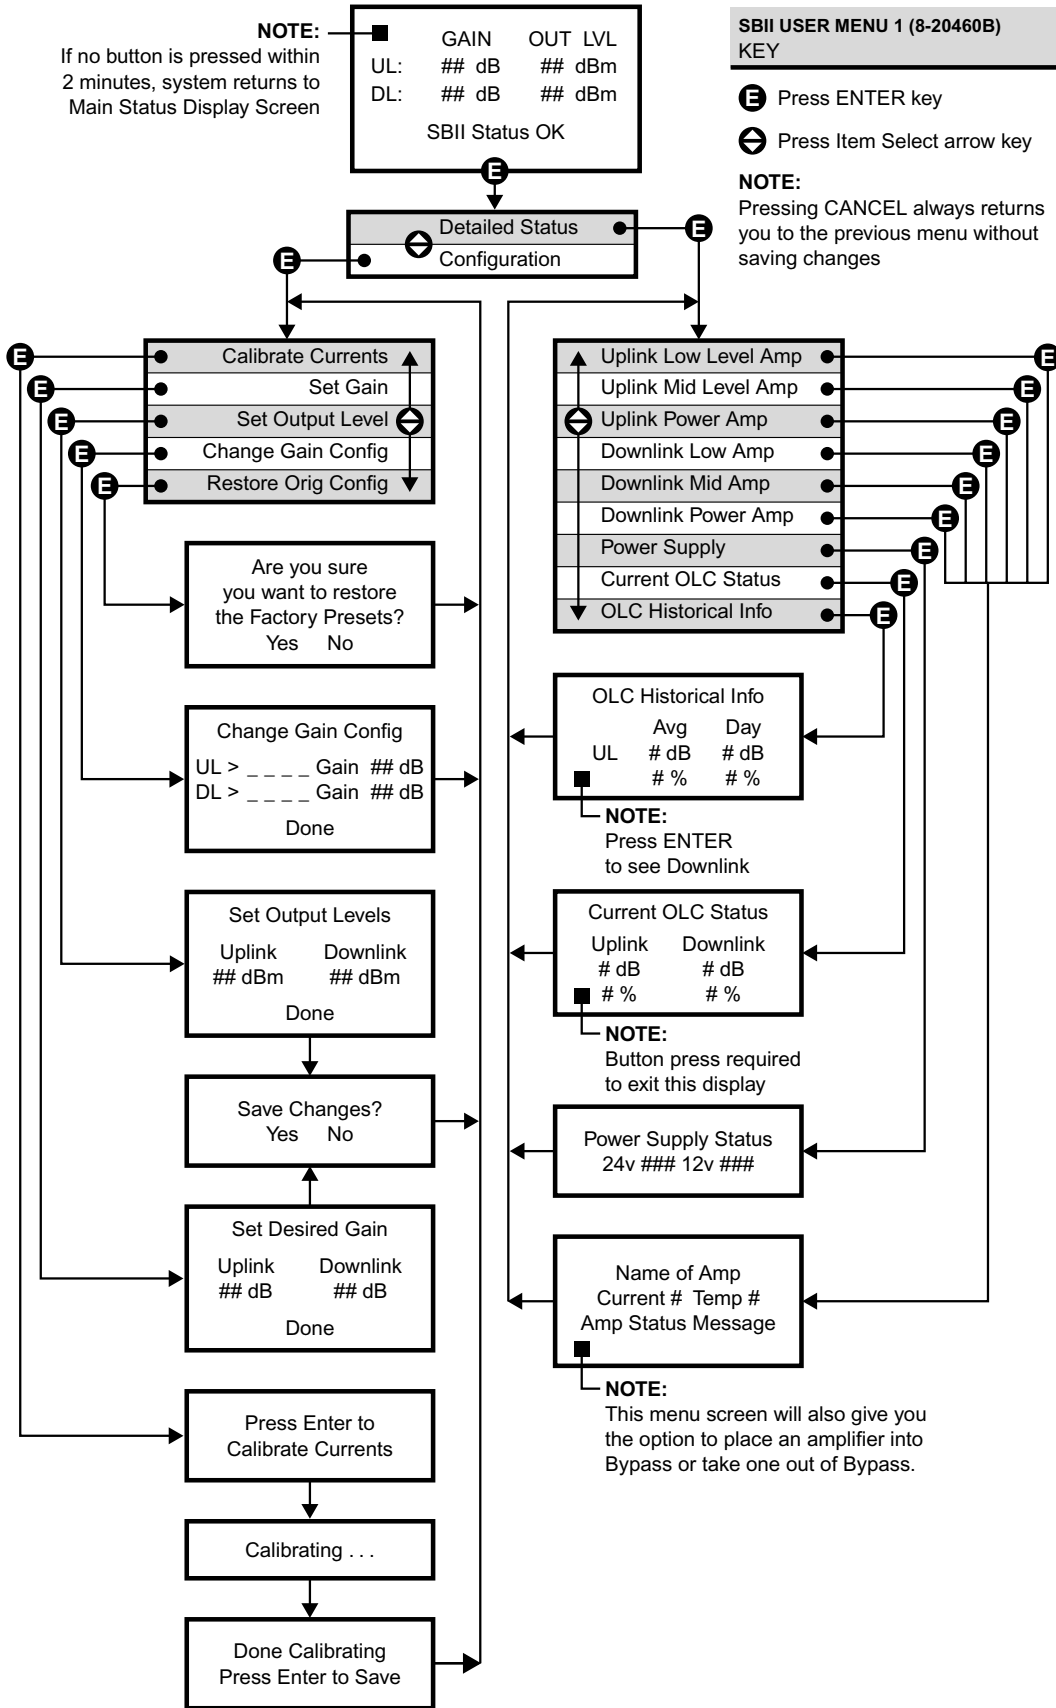 NOTE:
If no button is pressed within
2 minutes, system returns to
Main Status Display Screen
GAIN OUT LVL
UL: ## dB ## dBm
DL: ## dB ## dBm
SBII Status OK
E
SBII USER MENU 1 (8-20460B)
KEY
E Press ENTER key
Press Item Select arrow key
NOTE:
Pressing CANCEL always returns
you to the previous menu without
saving changes
Detailed Status E
E Configuration
E Calibrate Currents
E Set Gain
E Set Output Level
E Change Gain Config
E Restore Orig Config
Are you sure
you want to restore
the Factory Presets?
Yes No
Change Gain Config
UL > _ _ _ _ Gain ## dB
DL > _ _ _ _ Gain ## dB
Done
Set Output Levels
Uplink Downlink
## dBm ## dBm
Done
Save Changes?
Yes No
Set Desired Gain
Uplink Downlink
## dB ## dB
Done
Press Enter to
Calibrate Currents
Calibrating . . .
Done Calibrating
Press Enter to Save
Uplink Low Level Amp E
Uplink Mid Level Amp E
Uplink Power Amp E
Downlink Low Amp E
Downlink Mid Amp E
Downlink Power Amp E
Power Supply E
Current OLC Status E
OLC Historical Info E
OLC Historical Info
Avg Day
UL # dB # dB
# % # %
NOTE:
Press ENTER
to see Downlink
Current OLC Status
Uplink Downlink
# dB # dB
# % # %
NOTE:
Button press required
to exit this display
Power Supply Status
24v ### 12v ###
Name of Amp
Current # Temp #
Amp Status Message
NOTE:
This menu screen will also give you
the option to place an amplifier into
Bypass or take one out of Bypass.